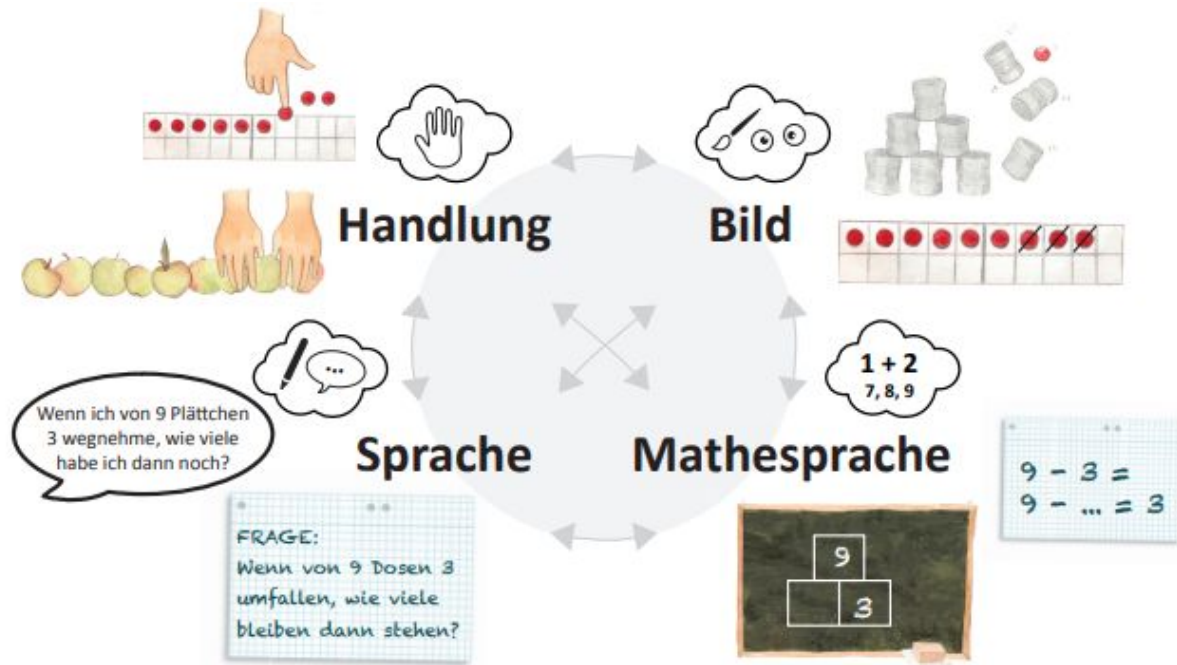 Handlung
Bild
...
1 + 2
7, 8, 9
Wenn ich von 9 Plättchen
3 wegnehme, wie viele
habe ich dann noch?
Sprache
Mathesprache
9 - 3 =
9 - ... = 3
FRAGE:
Wenn von 9 Dosen 3
umfallen, wie viele
bleiben dann stehen?
9
3